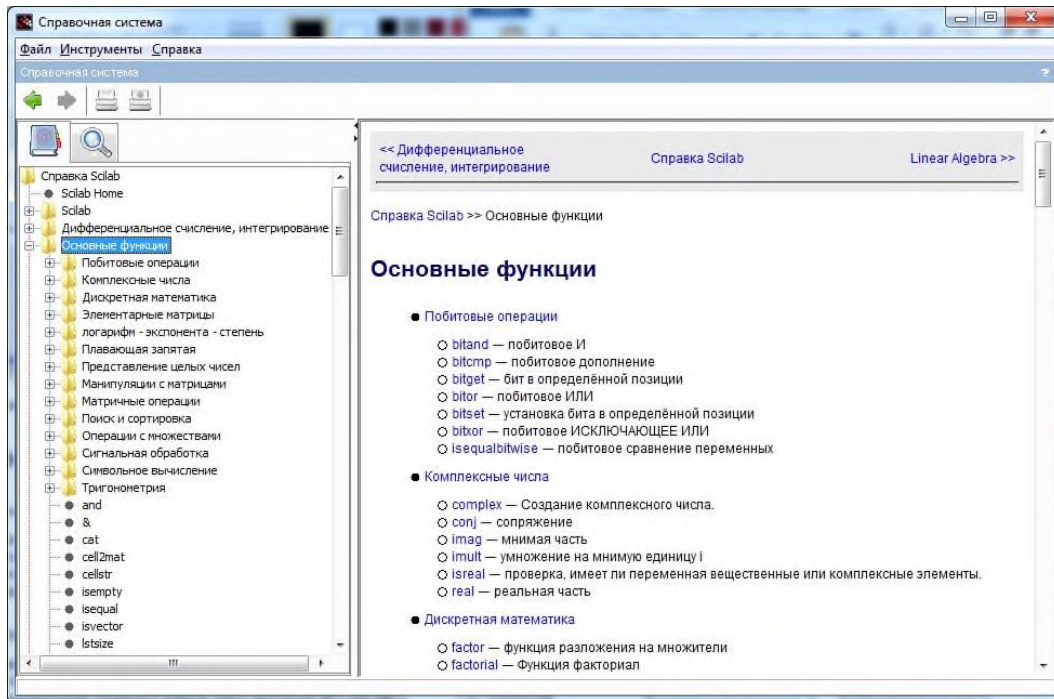 Справочная система
Файл Инструменты Справка
Справочная система
?
Справка Scilab
Scilab Home
Scilab
Дифференциальное счисление, интегрирование
Основные функции
Побитовые операции
Комплексные числа
Дискретная математика
Элементарные матрицы
логарифм - экспонента - степень
Плавающая запятая
Представление целых чисел
Манипуляции с матрицами
Матричные операции
Поиск и сортировка
Операции с множествами
Сигнальная обработка
Символьное вычисление
Тригонометрия
and
&
cat
cell2mat
cellstr
isempty
isequal
isvector
lstsize
<< Дифференциальное
счисление, интегрирование
Справка Scilab
Linear Algebra >>
Справка Scilab >> Основные функции
Основные функции
Побитовые операции
bitand — побитовое И
bitcmp — побитовое дополнение
bitget — бит в определённой позиции
bitor — побитовое ИЛИ
bitset — установка бита в определённой позиции
bitxor — побитовое ИСКЛЮЧАЮЩЕЕ ИЛИ
isequalbitwise — побитовое сравнение переменных
Комплексные числа
complex — Создание комплексного числа.
conj — сопряжение
imag — мнимая часть
imult — умножение на мнимую единицу i
isreal — проверка, имеет ли переменная вещественные или комплексные элементы.
real — реальная часть
Дискретная математика
factor — функция разложения на множители
factorial — Функция факториал